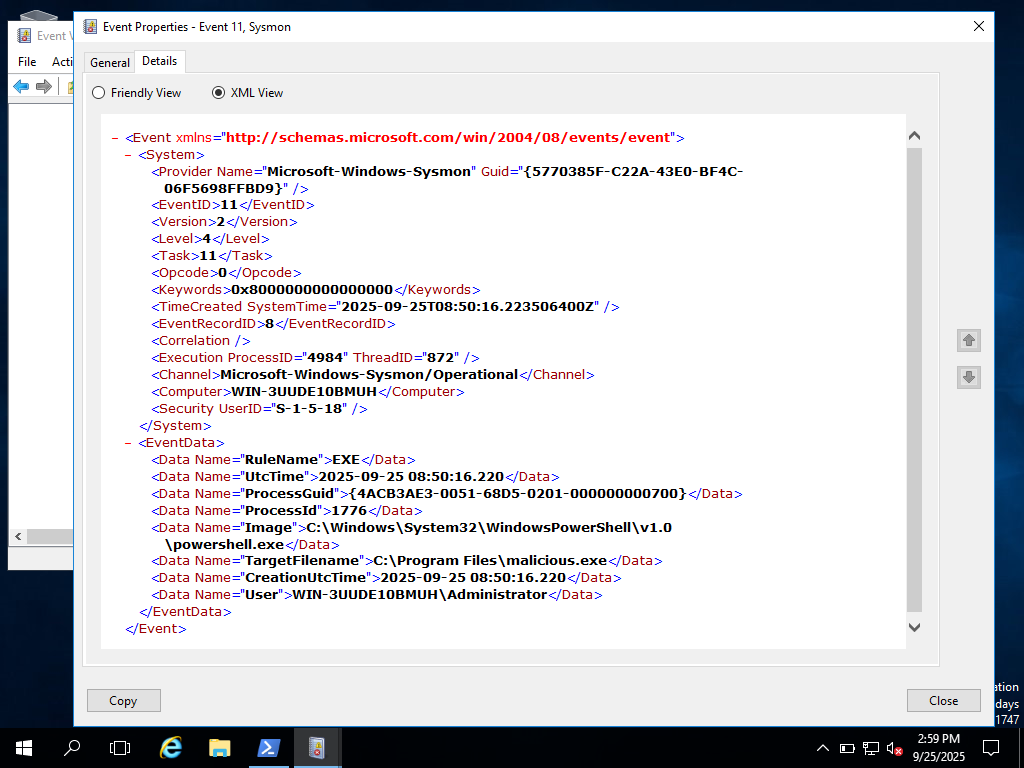 Event Properties - Event 11, Sysmon
Event V
File Acti
General Details
Friendly View XML View
– <Event xmlns="http://schemas.microsoft.com/win/2004/08/events/event">
– <System>
<Provider Name="Microsoft-Windows-Sysmon" Guid="{5770385F-C22A-43E0-BF4C-
06F5698FFBD9}" />
<EventID>11</EventID>
<Version>2</Version>
<Level>4</Level>
<Task>11</Task>
<Opcode>0</Opcode>
<Keywords>0x8000000000000000</Keywords>
<TimeCreated SystemTime="2025-09-25T08:50:16.223506400Z" />
<EventRecordID>8</EventRecordID>
<Correlation />
<Execution ProcessID="4984" ThreadID="872" />
<Channel>Microsoft-Windows-Sysmon/Operational</Channel>
<Computer>WIN-3UUDE10BMUH</Computer>
<Security UserID="S-1-5-18" />
</System>
– <EventData>
<Data Name="RuleName">EXE</Data>
<Data Name="UtcTime">2025-09-25 08:50:16.220</Data>
<Data Name="ProcessGuid">{4ACB3AE3-0051-68D5-0201-000000000700}</Data>
<Data Name="ProcessId">1776</Data>
<Data Name="Image">C:\Windows\System32\WindowsPowerShell\v1.0
\powershell.exe</Data>
<Data Name="TargetFilename">C:\Program Files\malicious.exe</Data>
<Data Name="CreationUtcTime">2025-09-25 08:50:16.220</Data>
<Data Name="User">WIN-3UUDE10BMUH\Administrator</Data>
</EventData>
</Event>
Copy Close
ation
days
1747
2:59 PM
9/25/2025